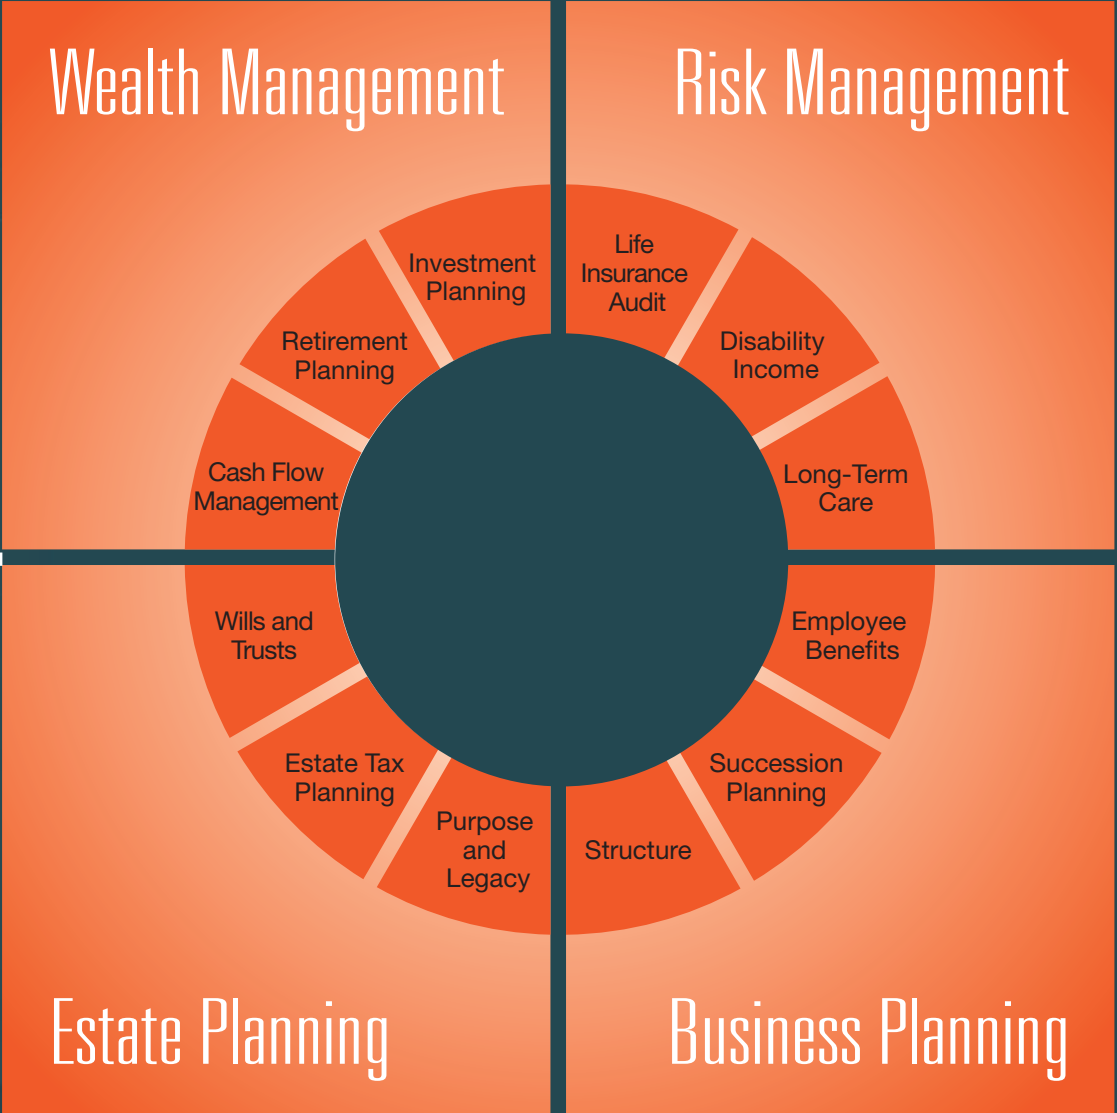 Wealth Management
Risk Management
Investment
Planning
Retirement
Planning
Cash Flow
Management
Life
Insurance
Audit
Disability
Income
Long-Term
Care
Wills and
Trusts
Estate Tax
Planning
Purpose
and
Legacy
Employee
Benefits
Succession
Planning
Structure
Estate Planning
Business Planning